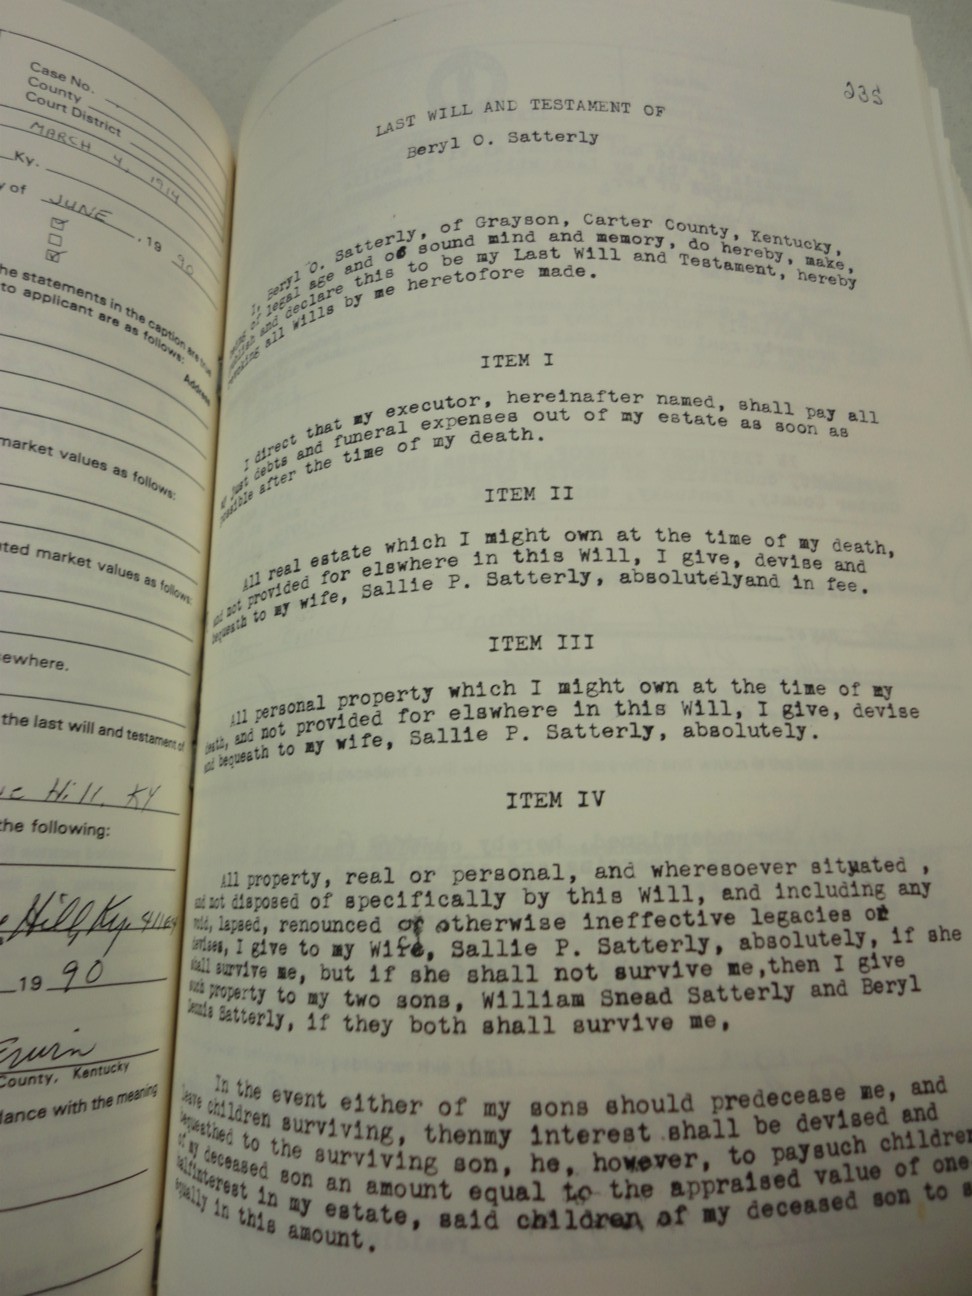 Case No.
County
Court District
MARCH 4, 1914
Ky.
y of JUNE, 19 90
he statements in the caption are true
to applicant are as follows:
Address
market values as follows:
ted market values as follows:
ewhere.
the last will and testament of
Hill, KY
the following:
Hill, Ky. 41164
, 19 90
County, Kentucky
dance with the meaning
235
LAST WILL AND TESTAMENT OF
Beryl O. Satterly
I, Beryl O. Satterly, of Grayson, Carter County, Kentucky,
being of legal age and of sound mind and memory, do hereby, make,
publish and declare this to be my Last Will and Testament, hereby
revoking all Wills by me heretofore made.
ITEM I
I direct that my executor, hereinafter named, shall pay all
my just debts and funeral expenses out of my estate as soon as
possible after the time of my death.
ITEM II
All real estate which I might own at the time of my death,
and not provided for elswhere in this Will, I give, devise and
bequeath to my wife, Sallie P. Satterly, absolutelyand in fee.
ITEM III
All personal property which I might own at the time of my
death, and not provided for elswhere in this Will, I give, devise
and bequeath to my wife, Sallie P. Satterly, absolutely.
ITEM IV
All property, real or personal, and wheresoever situated ,
and not disposed of specifically by this Will, and including any
void, lapsed, renounced or otherwise ineffective legacies or
devises, I give to my wife, Sallie P. Satterly, absolutely, if she
shall survive me, but if she shall not survive me,then I give
such property to my two sons, William Snead Satterly and Beryl
Dennis Satterly, if they both shall survive me,
In the event either of my sons should predecease me, and
leave children surviving, thenmy interest shall be devised and
bequeathed to the surviving son, he, however, to paysuch children
of my deceased son an amount equal to the appraised value of one
halfinterest in my estate, said children of my deceased son to
equally in this amount.